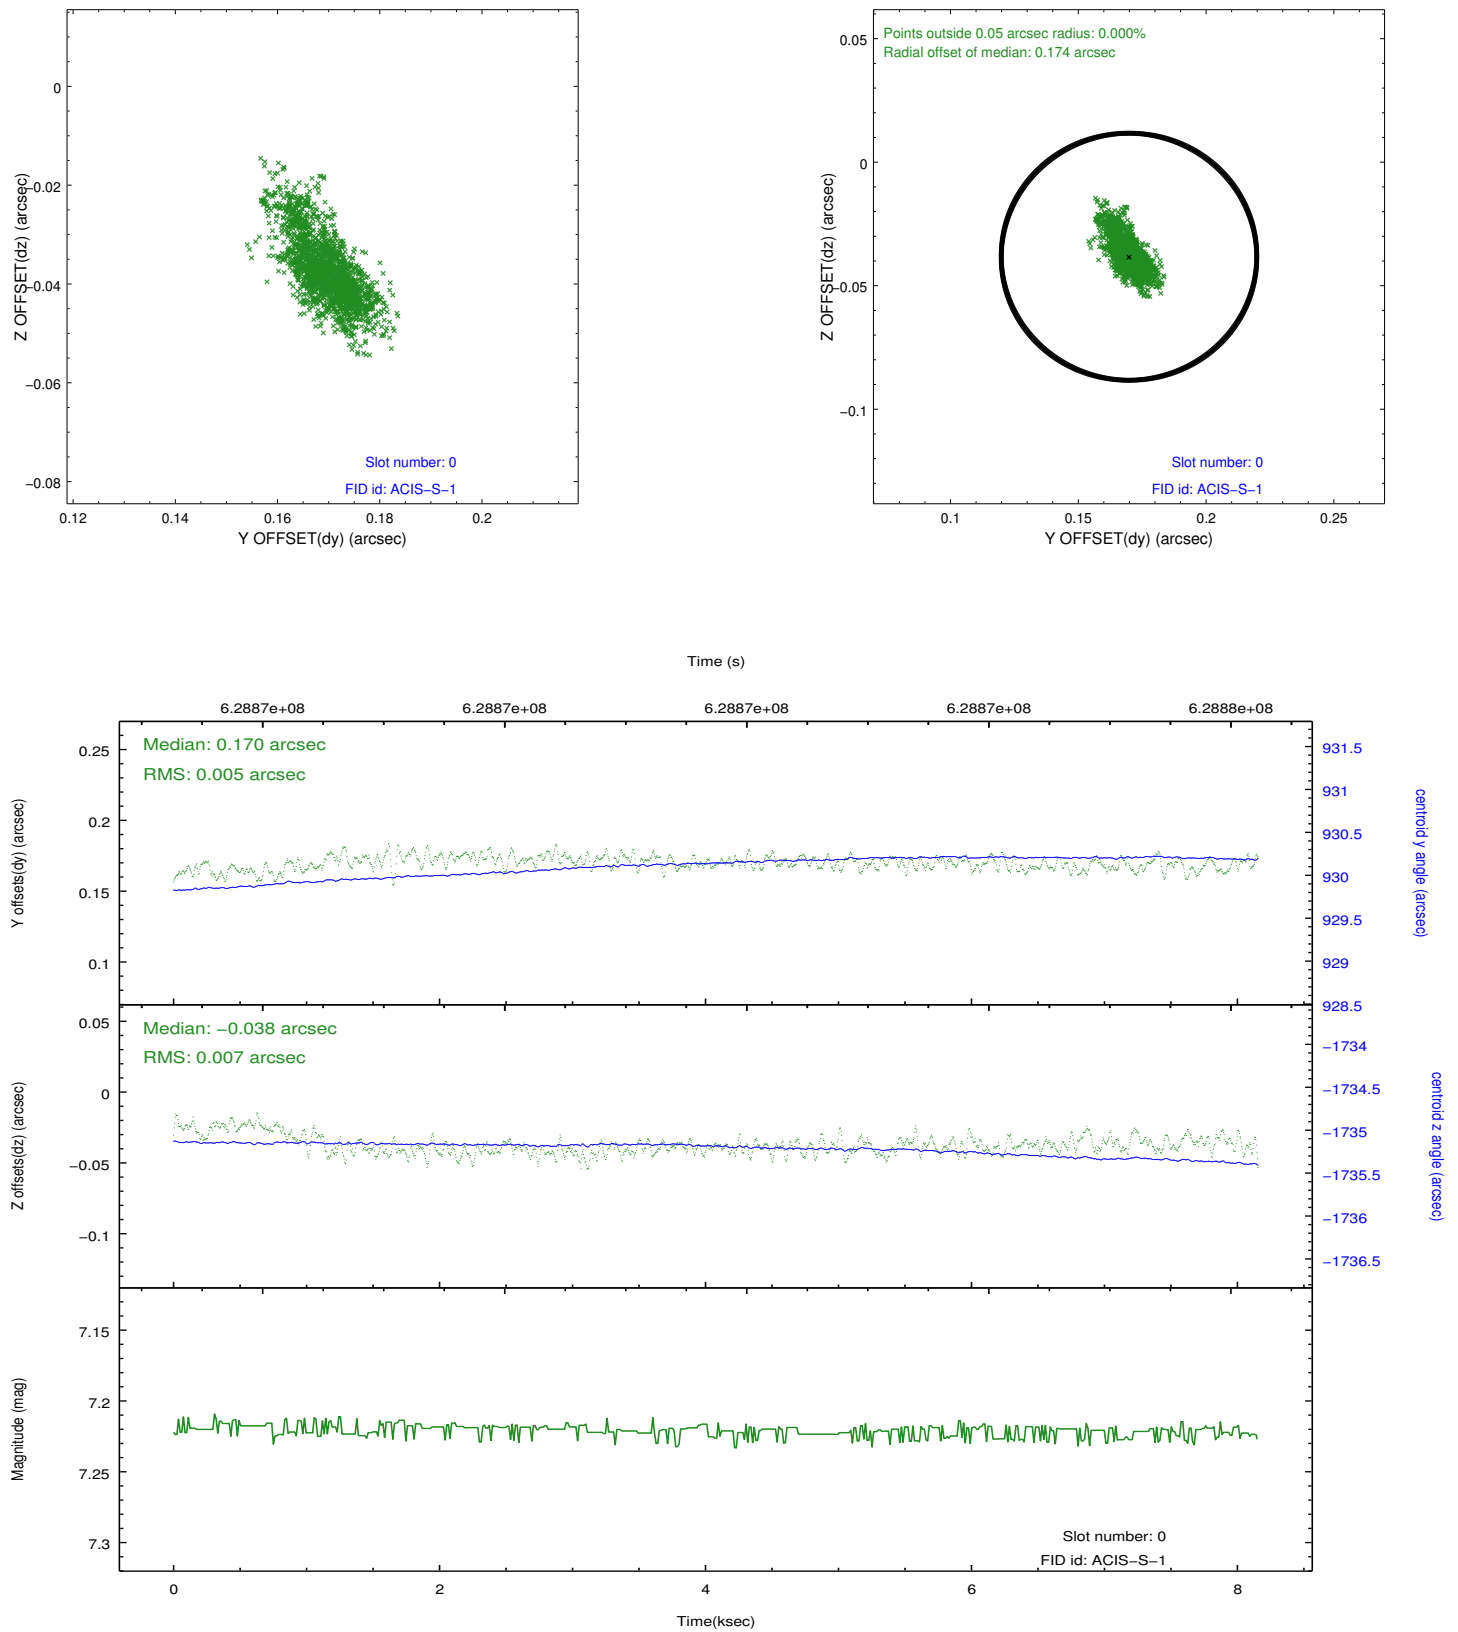 0
−0.02
−0.04
−0.06
−0.08
Z OFFSET(dz) (arcsec)
Slot number: 0
FID id: ACIS−S−1
0.12 0.14 0.16 0.18 0.2
Y OFFSET(dy) (arcsec)
Points outside 0.05 arcsec radius: 0.000%
Radial offset of median: 0.174 arcsec
0.05
0
−0.05
−0.1
Z OFFSET(dz) (arcsec)
Slot number: 0
FID id: ACIS−S−1
0.1 0.15 0.2 0.25
Y OFFSET(dy) (arcsec)
Time (s)
6.2887e+08 6.2887e+08 6.2887e+08 6.2887e+08 6.2888e+08
Median: 0.170 arcsec
RMS: 0.005 arcsec
0.25
0.2
0.15
0.1
Y offsets(dy) (arcsec)
931.5
931
930.5
930
929.5
929
928.5
centroid y angle (arcsec)
Median: −0.038 arcsec
RMS: 0.007 arcsec
0.05
0
−0.05
−0.1
Z offsets(dz) (arcsec)
−1734
−1734.5
−1735
−1735.5
−1736
−1736.5
centroid z angle (arcsec)
7.15
7.2
7.25
7.3
Magnitude (mag)
Slot number: 0
FID id: ACIS−S−1
0 2 4 6 8
Time(ksec)